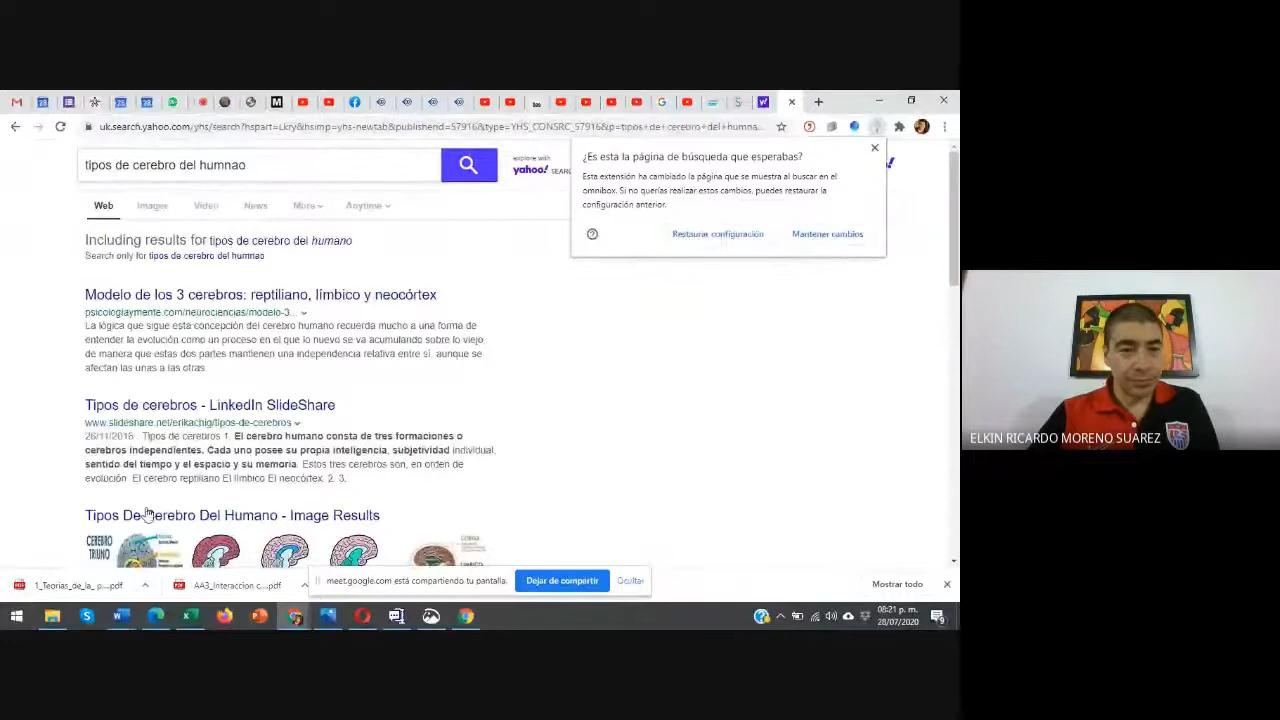 uk.search.yahoo.com/yhs/search?hspart=Lkry&hsimp=yhs-newtab&publisherid=57916&type=YHS_CONSRC_57916&p=tipos+de+cerebro+del+humna...
tipos de cerebro del humnao
explore with
yahoo!
¿Es esta la página de búsqueda que esperabas?
Esta extensión ha cambiado la página que se muestra al buscar en el
omnibox. Si no querías realizar estos cambios, puedes restaurar la
configuración anterior.
Restaurar configuración
Mantener cambios
Web
Images
Video
News
More
Anytime
Including results for tipos de cerebro del humano
Search only for tipos de cerebro del humnao
Modelo de los 3 cerebros: reptiliano, límbico y neocórtex
psicologiaymente.com/neurociencias/modelo-3...
La lógica que sigue esta concepción del cerebro humano recuerda mucho a una forma de
entender la evolución como un proceso en el que lo nuevo se va acumulando sobre lo viejo
de manera que estas dos partes mantienen una independencia relativa entre sí, aunque se
afectan las unas a las otras
Tipos de cerebros - LinkedIn SlideShare
www.slideshare.net/erikachig/tipos-de-cerebros
26/11/2016 · Tipos de cerebros 1. El cerebro humano consta de tres formaciones o
cerebros independientes. Cada uno posee su propia inteligencia, subjetividad individual,
sentido del tiempo y el espacio y su memoria. Estos tres cerebros son, en orden de
evolución: El cerebro reptiliano El límbico El neocórtex. 2. 3.
Tipos De Cerebro Del Humano - Image Results
CEREBRO
TRIUNO
1_Teorias_de_la_ p....pdf
AA3_Interaccion c....pdf
meet.google.com está compartiendo tu pantalla.
Dejar de compartir
Ocultar
Mostrar todo
08:21 p. m.
28/07/2020
ELKIN RICARDO MORENO SUAREZ